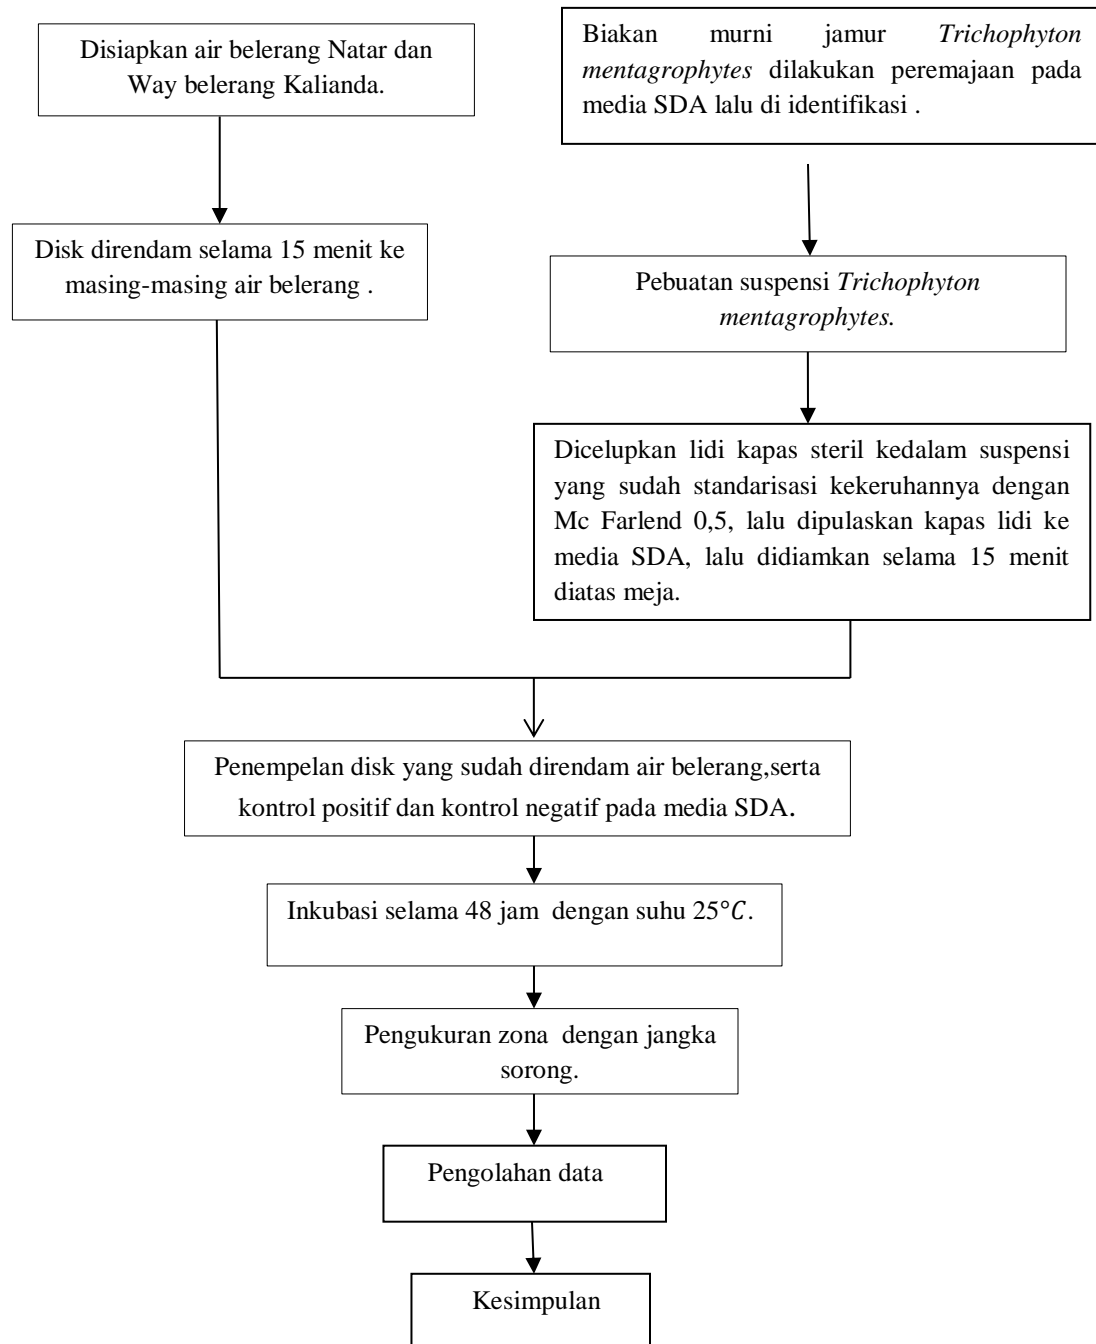 Disiapkan air belerang Natar dan
Way belerang Kalianda.
Biakan murni jamur Trichophyton
mentagrophytes dilakukan peremajaan pada
media SDA lalu di identifikasi .
Disk direndam selama 15 menit ke
masing-masing air belerang .
Pebuatan suspensi Trichophyton
mentagrophytes.
Dicelupkan lidi kapas steril kedalam suspensi
yang sudah standarisasi kekeruhannya dengan
Mc Farlend 0,5, lalu dipulaskan kapas lidi ke
media SDA, lalu didiamkan selama 15 menit
diatas meja.
Penempelan disk yang sudah direndam air belerang,serta
kontrol positif dan kontrol negatif pada media SDA.
Inkubasi selama 48 jam dengan suhu 25°C.
Pengukuran zona dengan jangka
sorong.
Pengolahan data
Kesimpulan